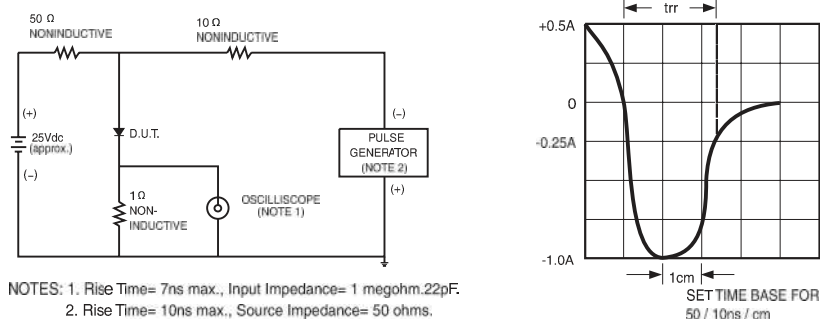 50 Ω
NONINDUCTIVE
10 Ω
NONINDUCTIVE
(+)
25Vdc
(approx.)
(−)
D.U.T.
1Ω
NON-
INDUCTIVE
OSCILLISCOPE
(NOTE 1)
(−)
PULSE
GENERATOR
(NOTE 2)
(+)
NOTES: 1. Rise Time= 7ns max., Input Impedance= 1 megohm.22pF.
2. Rise Time= 10ns max., Source Impedance= 50 ohms.
trr
+0.5A
0
-0.25A
-1.0A
1cm
SET TIME BASE FOR
50 / 10ns / cm